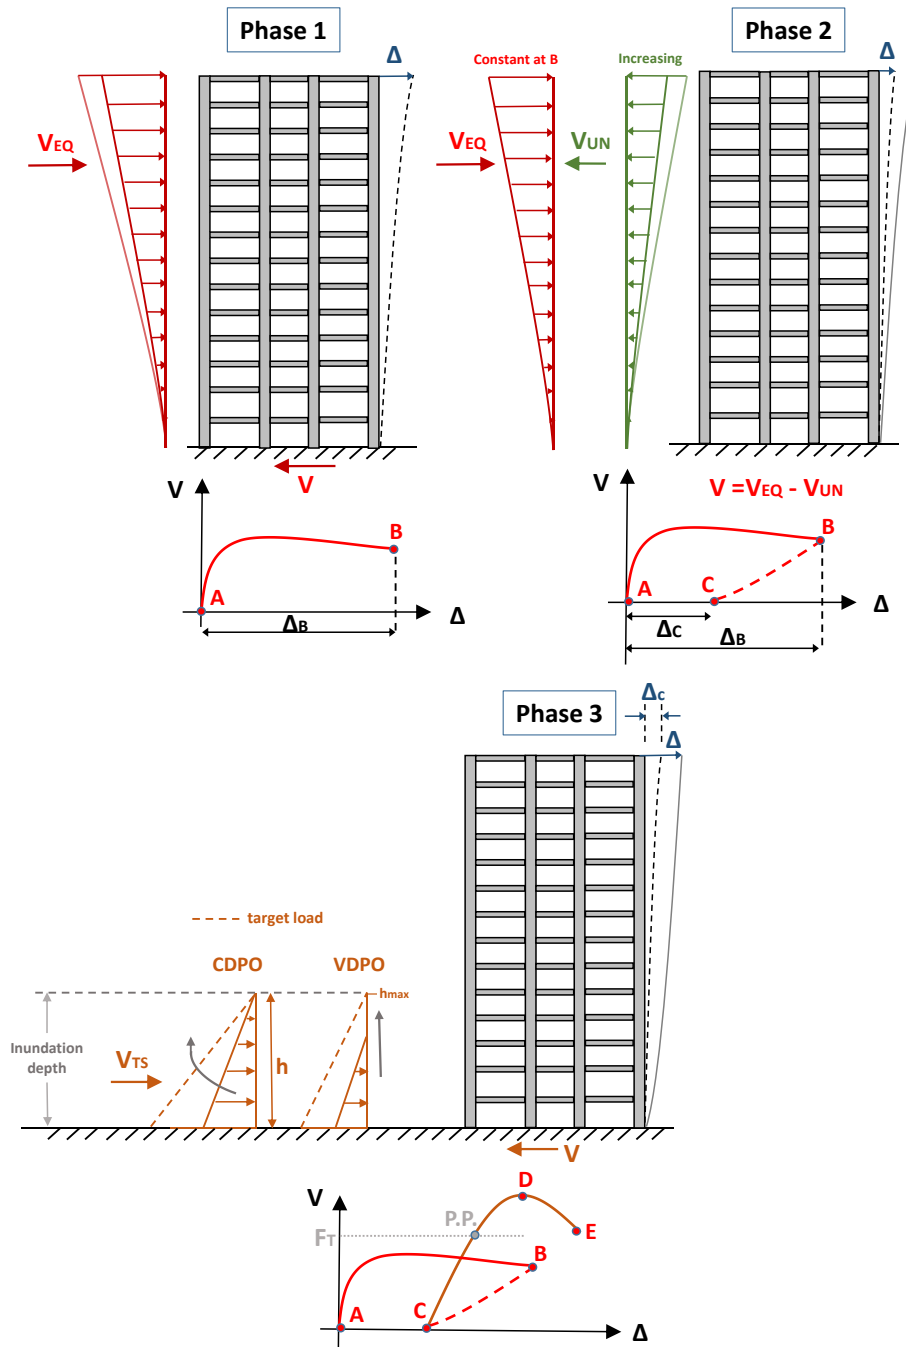 Phase 1
Δ
VEQ
V
V
A
B
ΔB
Δ
Phase 2
Constant at B
Increasing
Δ
VEQ
VUN
V
V =VEQ - VUN
A
C
B
ΔC
ΔB
Δ
Phase 3
Δc
Δ
target load
CDPO
VDPO
hmax
Inundation
depth
VTS
h
V
V
D
P.P.
FT
E
B
A
C
Δ